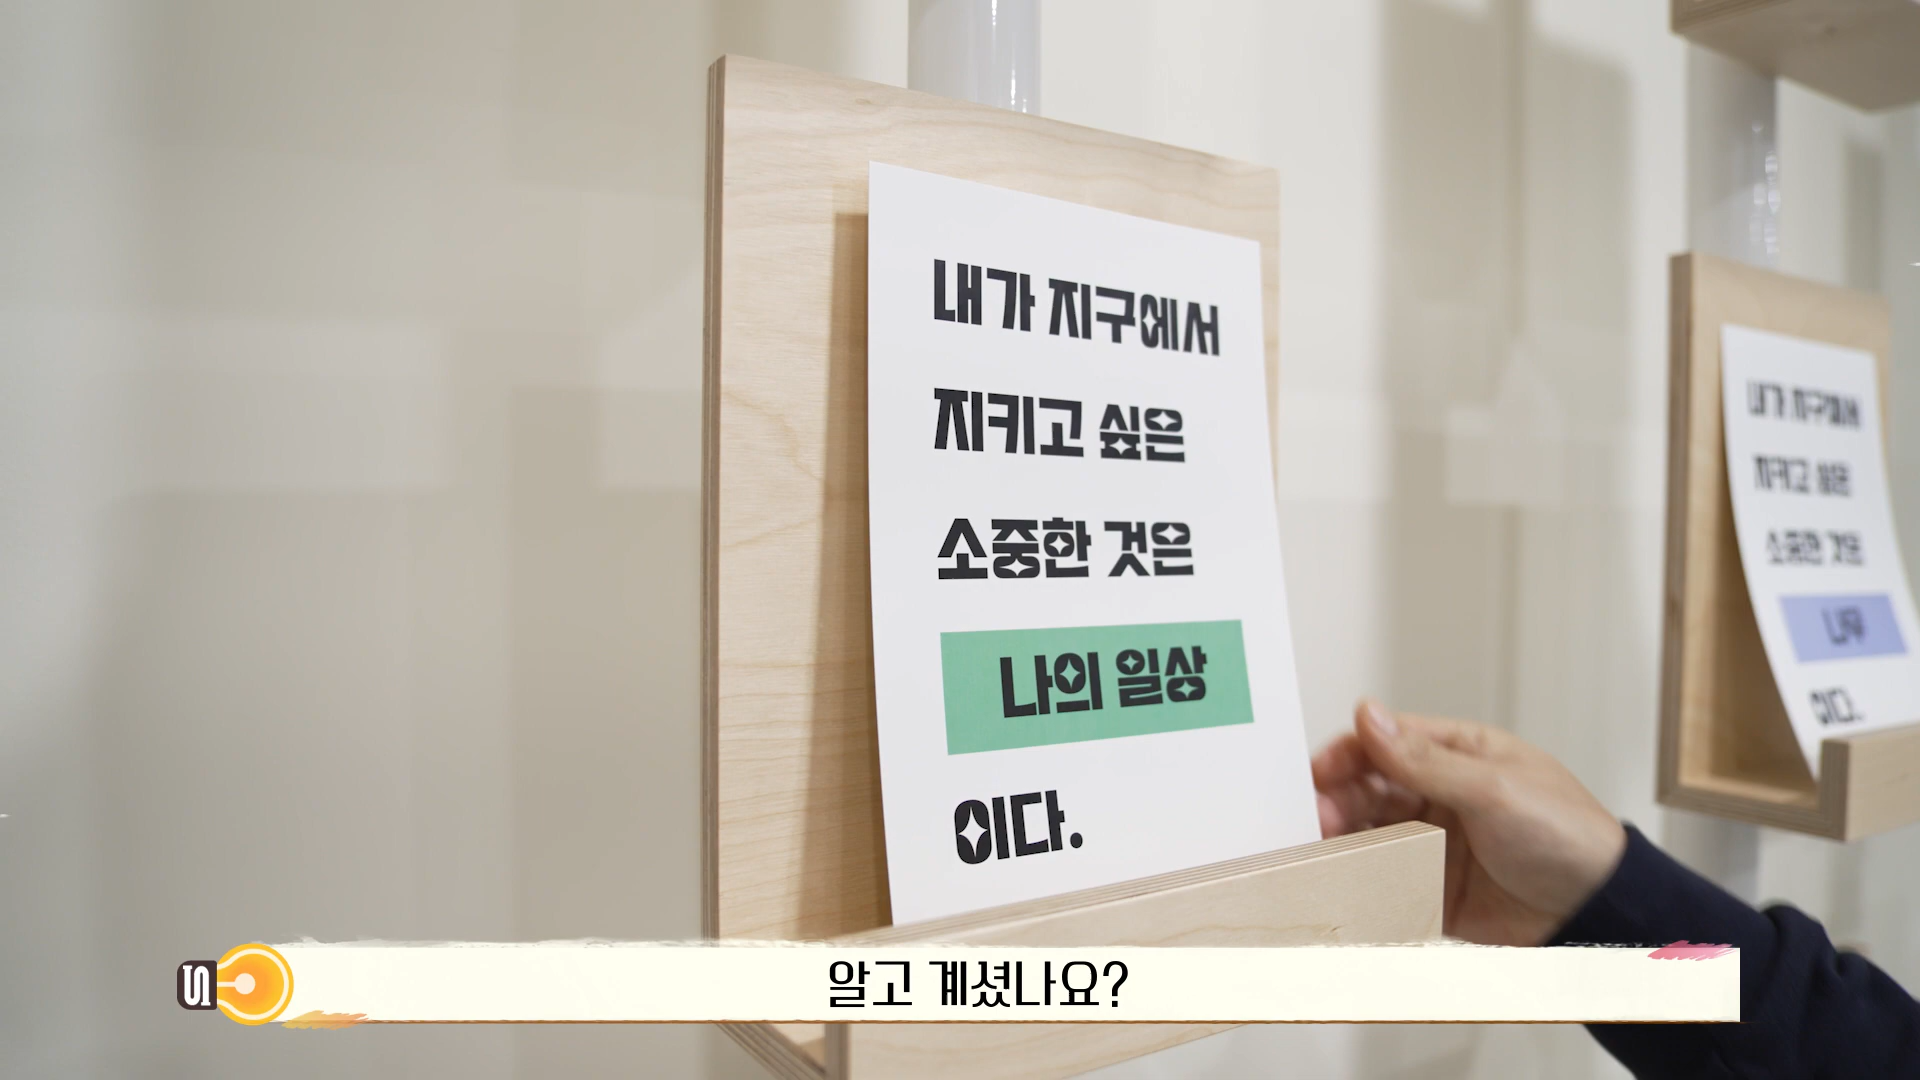 내가 지구에서
지키고 싶은
소중한 것은
나의 일상
이다.
내가 지구에서
지키고 싶은
소중한 것은
나무
이다.
알고 계셨나요?